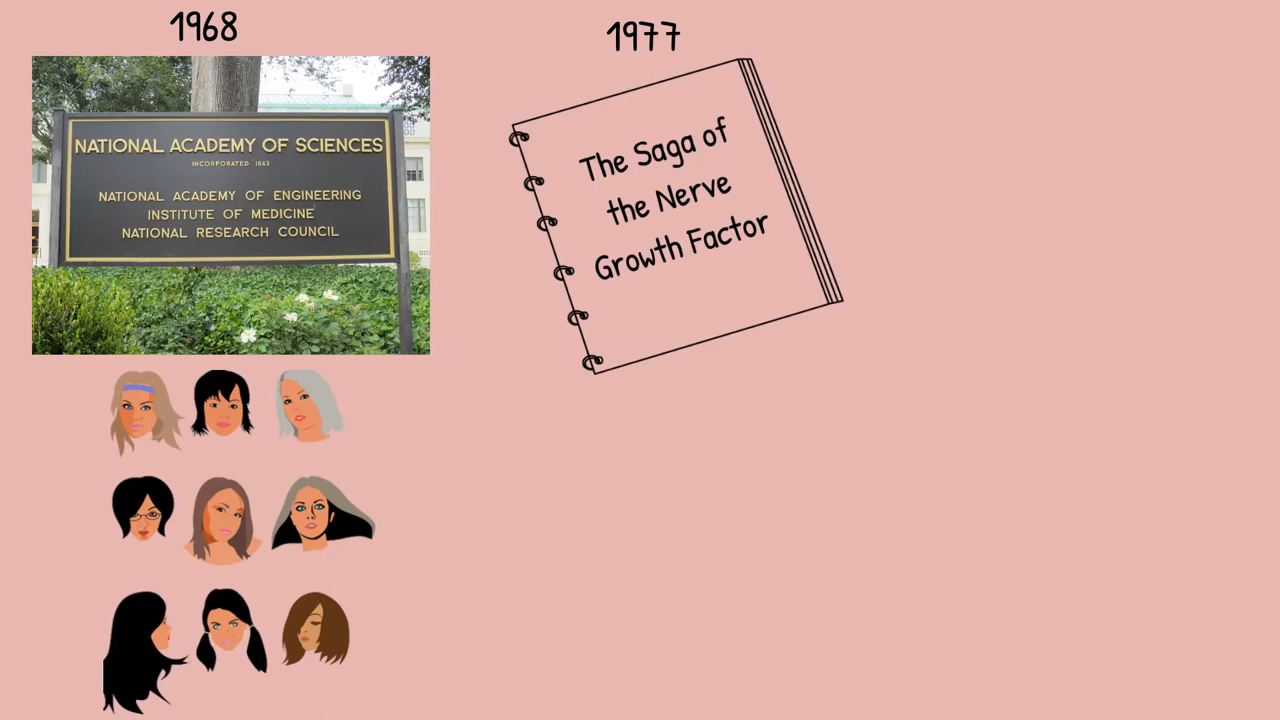 1968
NATIONAL ACADEMY OF SCIENCES
INCORPORATED 1863
NATIONAL ACADEMY OF ENGINEERING
INSTITUTE OF MEDICINE
NATIONAL RESEARCH COUNCIL
1977
The Saga of
the Nerve
Growth Factor